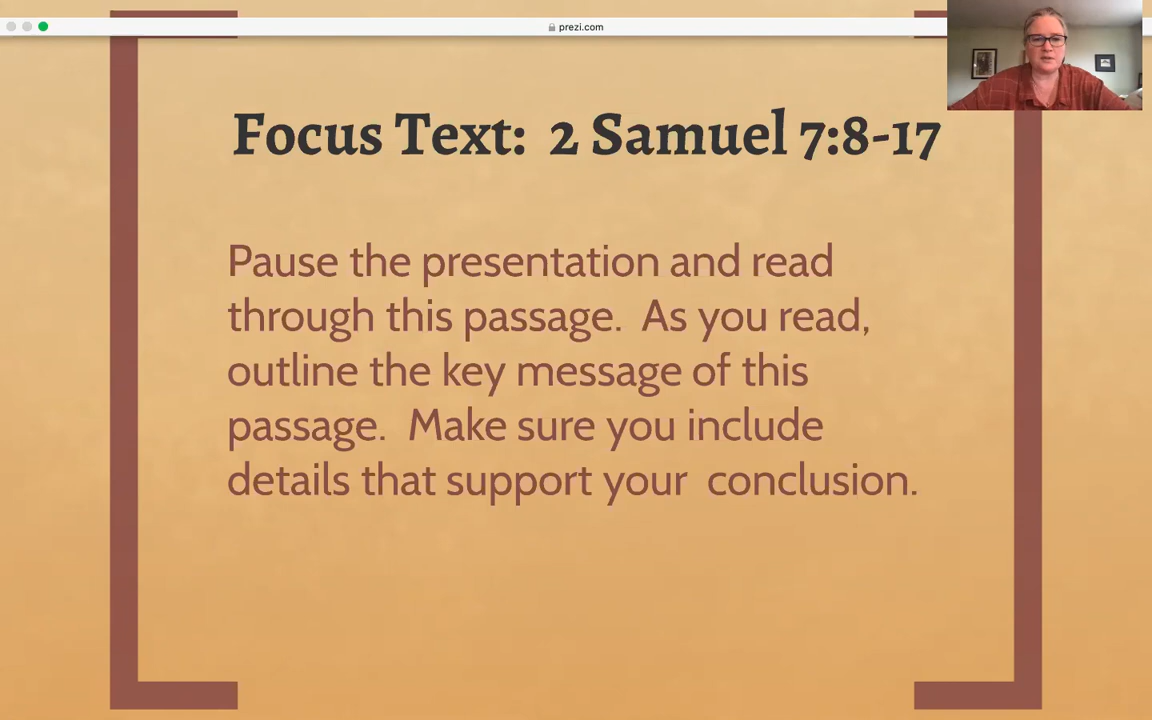 prezi.com
Focus Text: 2 Samuel 7:8-17
Pause the presentation and read
through this passage. As you read,
outline the key message of this
passage. Make sure you include
details that support your conclusion.